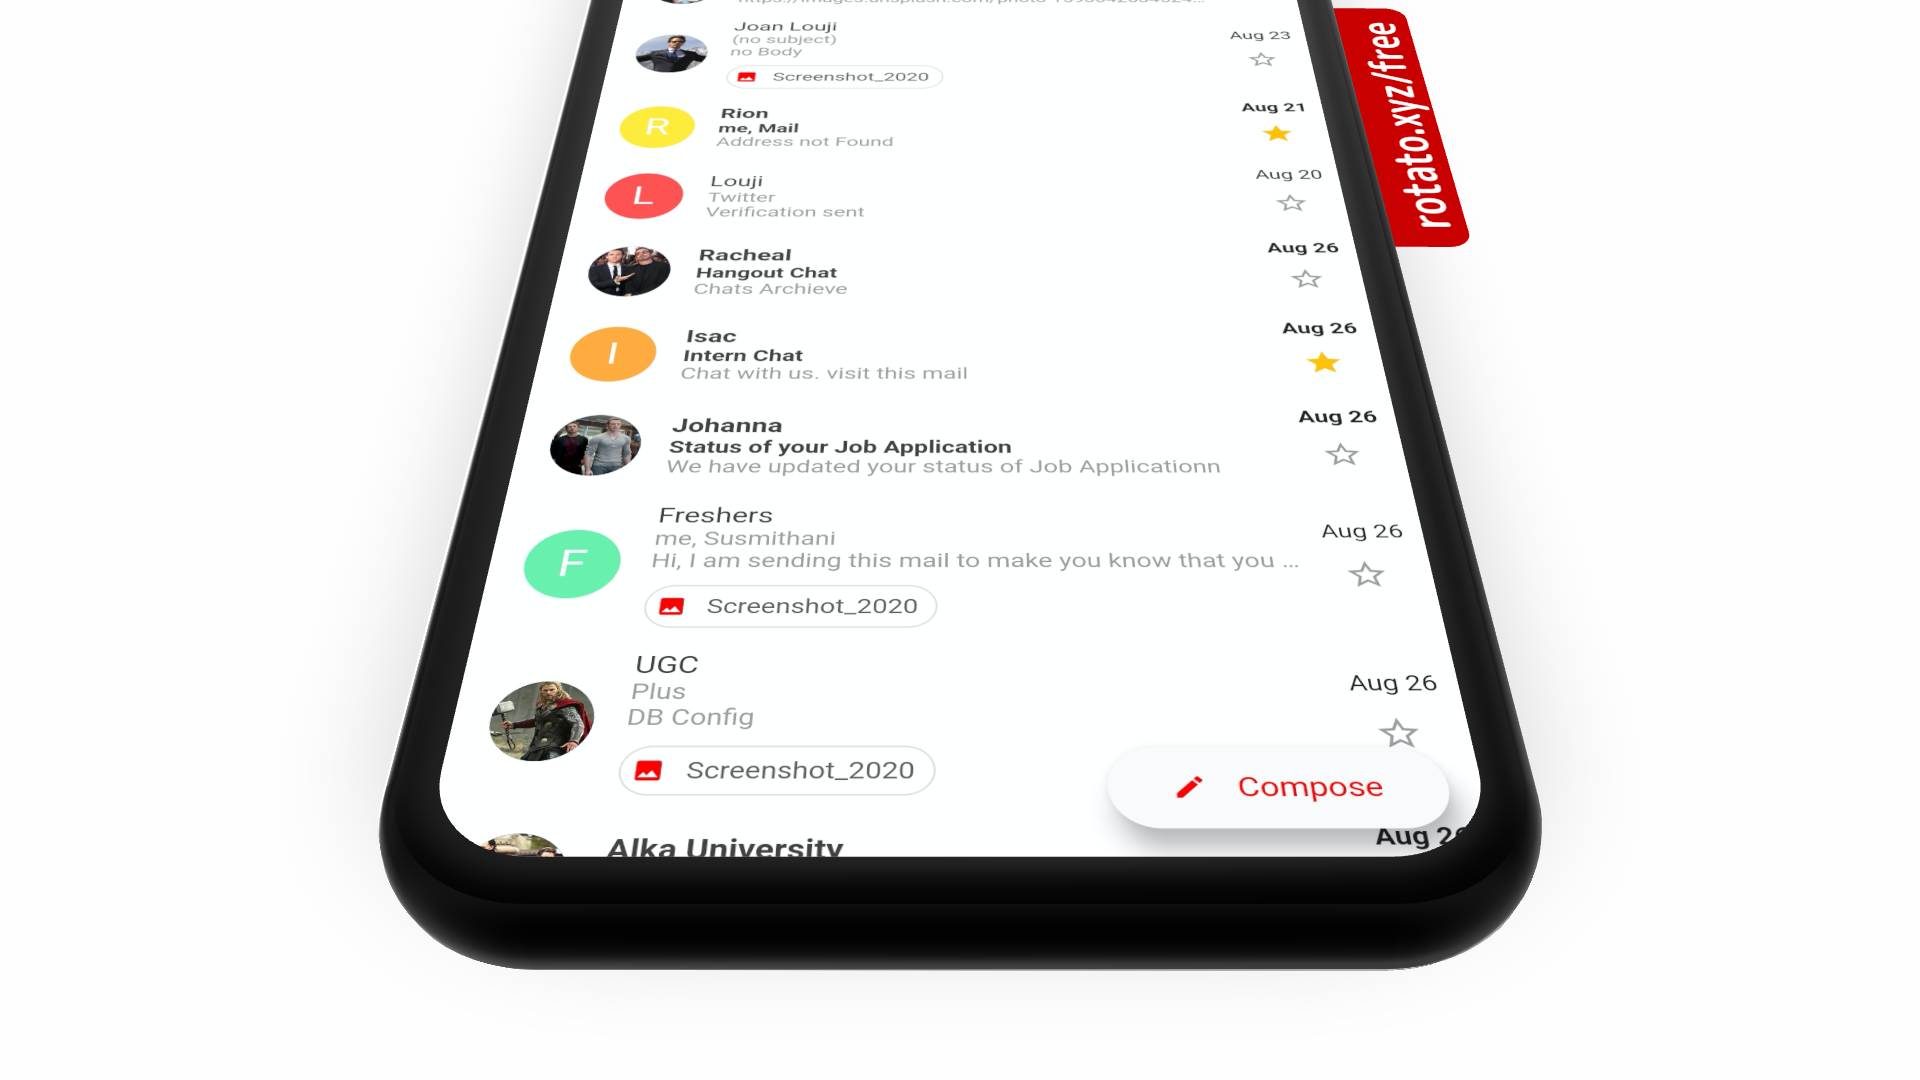 Joan Louji
(no subject)
no Body
Screenshot_2020
Aug 23
Rion
me, Mail
Address not Found
Aug 21
R
Louji
Twitter
Verification sent
Aug 20
L
Racheal
Hangout Chat
Chats Archieve
Aug 26
Isac
Intern Chat
Chat with us. visit this mail
Aug 26
I
Johanna
Status of your Job Application
We have updated your status of Job Applicationn
Aug 26
Freshers
me, Susmithani
Hi, I am sending this mail to make you know that you ...
Aug 26
F
Screenshot_2020
UGC
Plus
DB Config
Aug 26
Screenshot_2020
Compose
Alka University
Aug 26
rotato.xyz/free